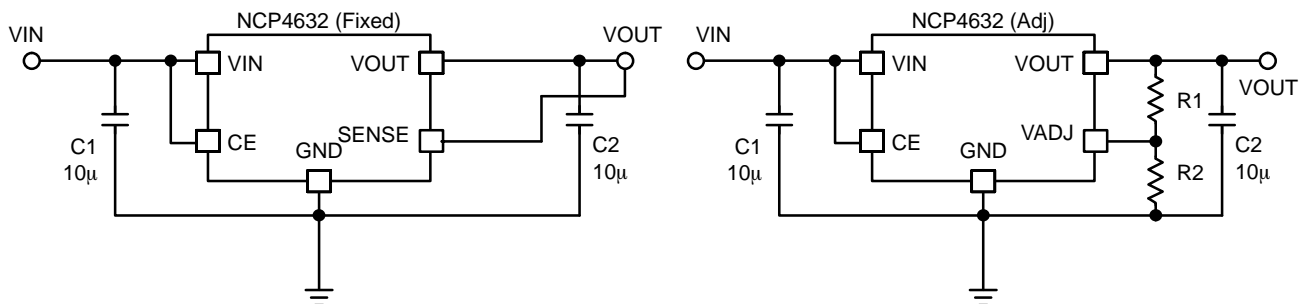 NCP4632 (Fixed)
VIN
VOUT
VIN
VOUT
SENSE
CE
GND
C1
10μ
C2
10μ
NCP4632 (Adj)
VIN
VIN
VOUT
VOUT
R1
VADJ
CE
GND
C1
10μ
R2
C2
10μ